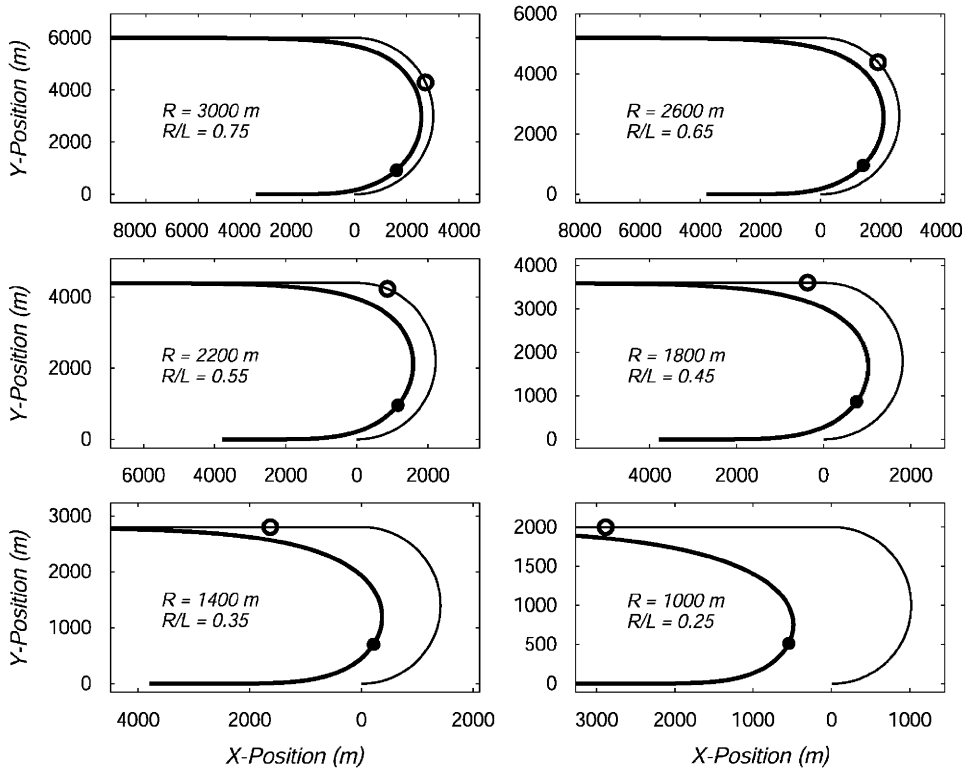 Y-Position (m)
6000
4000
2000
0
R = 3000 m
R/L = 0.75
8000 6000 4000 2000 0 2000 4000
6000
4000
2000
0
R = 2600 m
R/L = 0.65
8000 6000 4000 2000 0 2000 4000
Y-Position (m)
4000
2000
0
R = 2200 m
R/L = 0.55
6000 4000 2000 0 2000
4000
3000
2000
1000
0
R = 1800 m
R/L = 0.45
4000 2000 0 2000
Y-Position (m)
3000
2000
1000
0
R = 1400 m
R/L = 0.35
4000 2000 0 2000
X-Position (m)
2000
1500
1000
500
0
R = 1000 m
R/L = 0.25
3000 2000 1000 0 1000
X-Position (m)